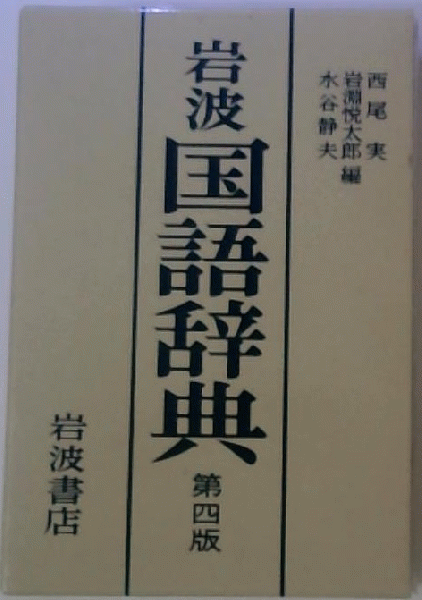 西尾実
岩淵悦太郎編
水谷静夫
岩波国語辞典第四版
岩波書店